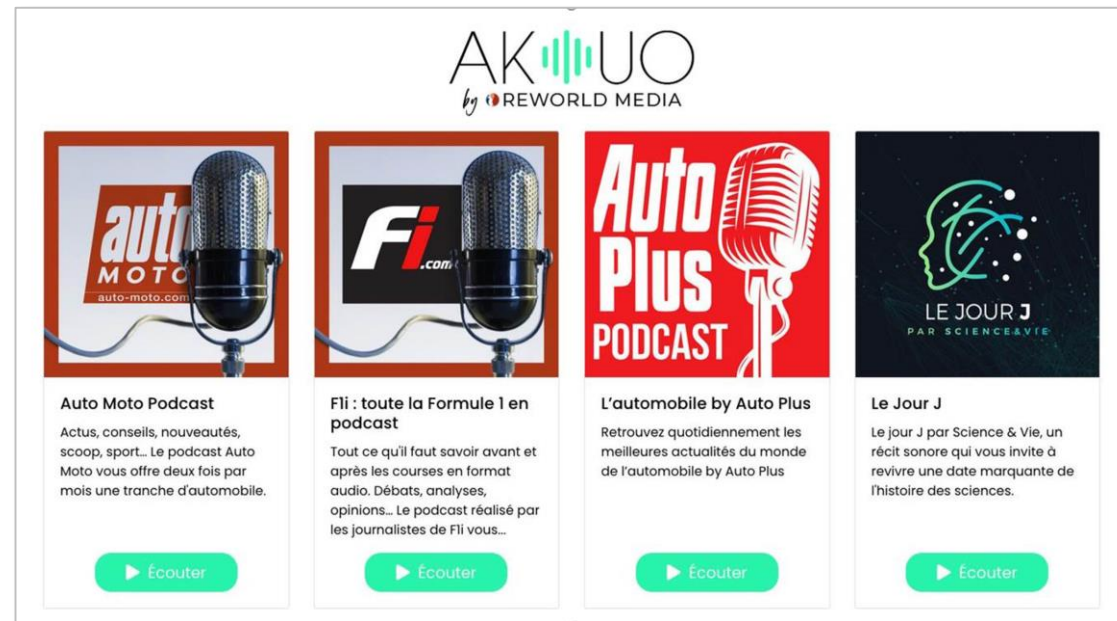 AKOUO
by REWORLD MEDIA
auto
MOTO
auto-moto.com
Fi
.com
Auto
Plus
PODCAST
LE JOUR J
PAR SCIENCE&VIE
Auto Moto Podcast
Actus, conseils, nouveautés,
scoop, sport... Le podcast Auto
Moto vous offre deux fois par
mois une tranche d'automobile.
Écouter
F1i : toute la Formule 1 en
podcast
Tout ce qu'il faut savoir avant et
après les courses en format
audio. Débats, analyses,
opinions... Le podcast réalisé par
les journalistes de F1i vous...
Écouter
L'automobile by Auto Plus
Retrouvez quotidiennement les
meilleures actualités du monde
de l'automobile by Auto Plus
Écouter
Le Jour J
Le jour J par Science & Vie, un
récit sonore qui vous invite à
revivre une date marquante de
l'histoire des sciences.
Écouter